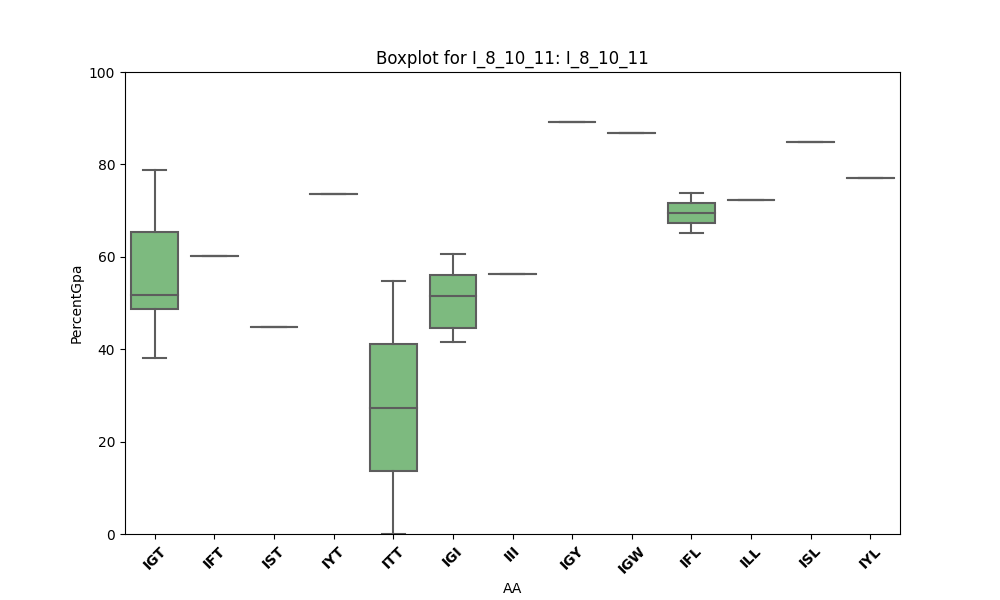 Boxplot for I_8_10_11: I_8_10_11
100
80
60
40
20
0
PercentGpa
IGT
IFT
IST
IYT
ITT
IGI
III
IGY
IGW
IFL
ILL
ISL
IYL
AA